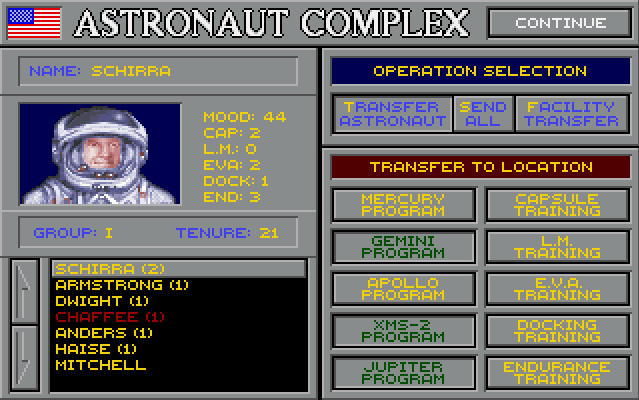 ASTRONAUT COMPLEX
CONTINUE
NAME: SCHIRRA
MOOD: 44
CAP: 2
L.M.: 0
EVA: 2
DOCK: 1
END: 3
GROUP: I TENURE: 21
SCHIRRA (2)
ARMSTRONG (1)
DWIGHT (1)
CHAFFEE (1)
ANDERS (1)
HAISE (1)
MITCHELL
OPERATION SELECTION
TRANSFER
ASTRONAUT
SEND
ALL
FACILITY
TRANSFER
TRANSFER TO LOCATION
MERCURY
PROGRAM
CAPSULE
TRAINING
GEMINI
PROGRAM
L.M.
TRAINING
APOLLO
PROGRAM
E.V.A.
TRAINING
XMS-2
PROGRAM
DOCKING
TRAINING
JUPITER
PROGRAM
ENDURANCE
TRAINING